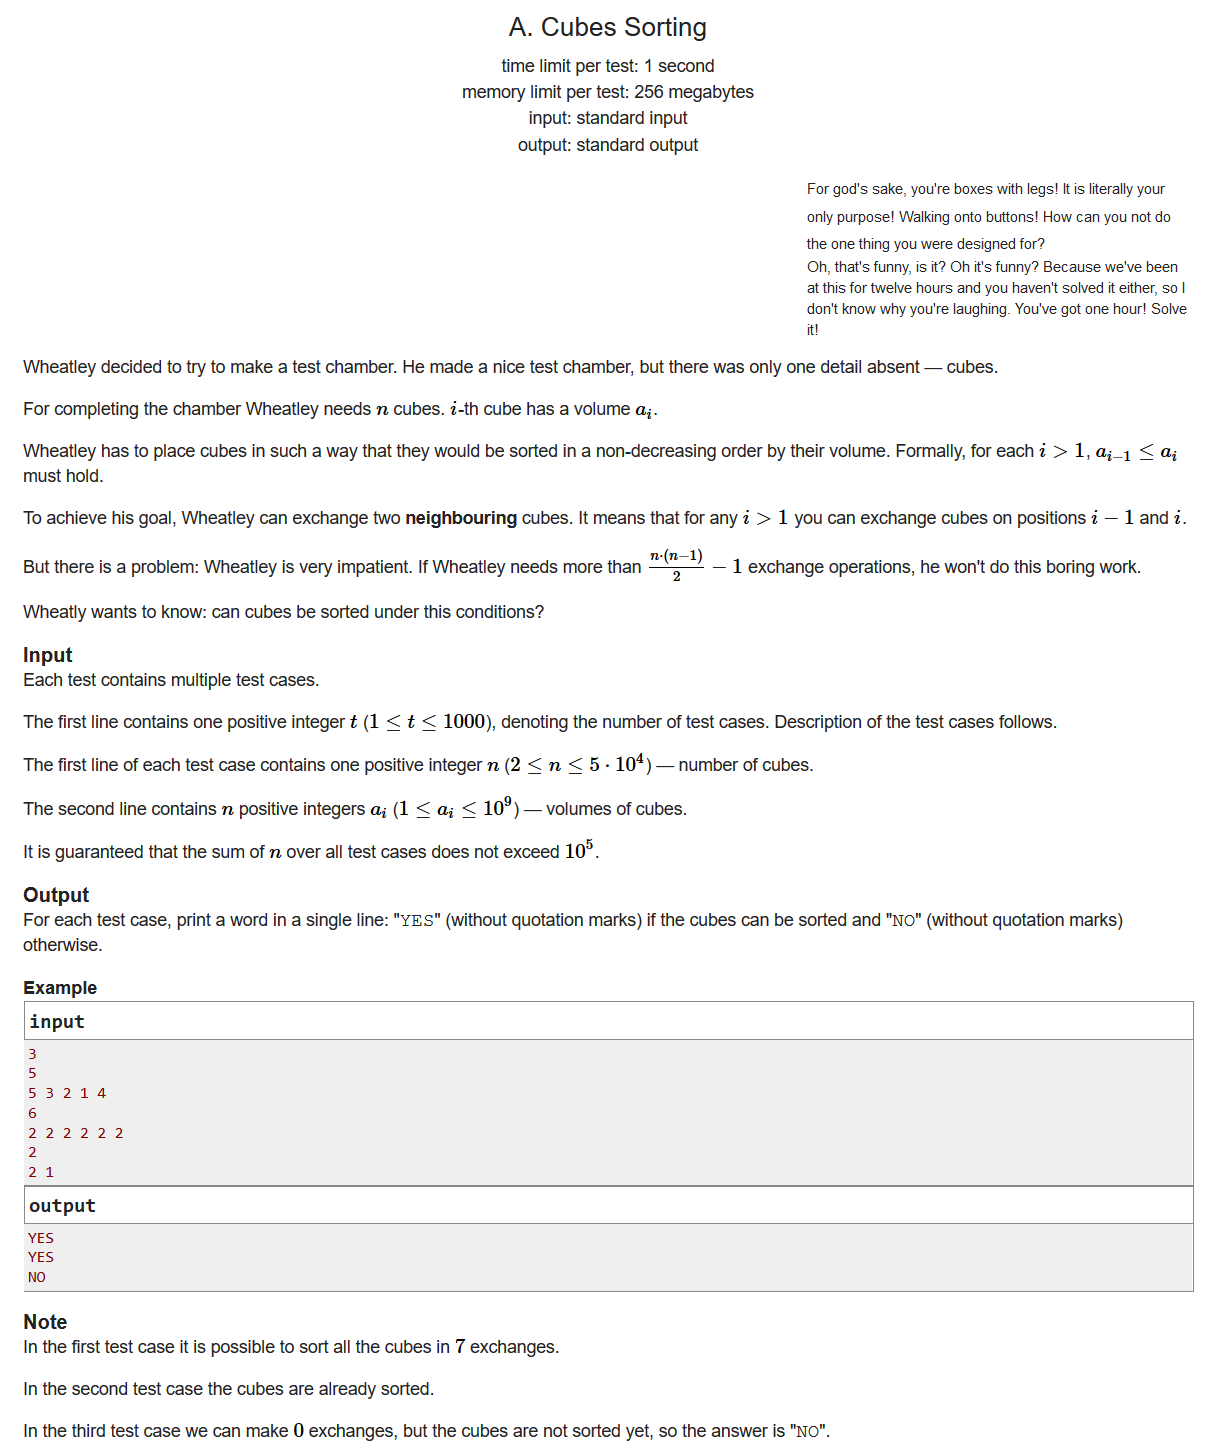 A. Cubes Sorting
time limit per test: 1 second
memory limit per test: 256 megabytes
input: standard input
output: standard output
For god's sake, you're boxes with legs! It is literally your
only purpose! Walking onto buttons! How can you not do
the one thing you were designed for?
Oh, that's funny, is it? Oh it's funny? Because we've been
at this for twelve hours and you haven't solved it either, so I
don't know why you're laughing. You've got one hour! Solve
it!
Wheatley decided to try to make a test chamber. He made a nice test chamber, but there was only one detail absent — cubes.
For completing the chamber Wheatley needs n cubes. i-th cube has a volume a_i.
Wheatley has to place cubes in such a way that they would be sorted in a non-decreasing order by their volume. Formally, for each i > 1, a_{i−1} ≤ a_i
must hold.
To achieve his goal, Wheatley can exchange two neighbouring cubes. It means that for any i > 1 you can exchange cubes on positions i − 1 and i.
But there is a problem: Wheatley is very impatient. If Wheatley needs more than \frac{n·(n−1)}{2} − 1 exchange operations, he won't do this boring work.
Wheatly wants to know: can cubes be sorted under this conditions?
Input
Each test contains multiple test cases.
The first line contains one positive integer t (1 ≤ t ≤ 1000), denoting the number of test cases. Description of the test cases follows.
The first line of each test case contains one positive integer n (2 ≤ n ≤ 5 · 10^4) — number of cubes.
The second line contains n positive integers a_i (1 ≤ a_i ≤ 10^9) — volumes of cubes.
It is guaranteed that the sum of n over all test cases does not exceed 10^5.
Output
For each test case, print a word in a single line: "YES" (without quotation marks) if the cubes can be sorted and "NO" (without quotation marks)
otherwise.
Example
input
3
5
5 3 2 1 4
6
2 2 2 2 2 2
2
2 1
output
YES
YES
NO
Note
In the first test case it is possible to sort all the cubes in 7 exchanges.
In the second test case the cubes are already sorted.
In the third test case we can make 0 exchanges, but the cubes are not sorted yet, so the answer is "NO".